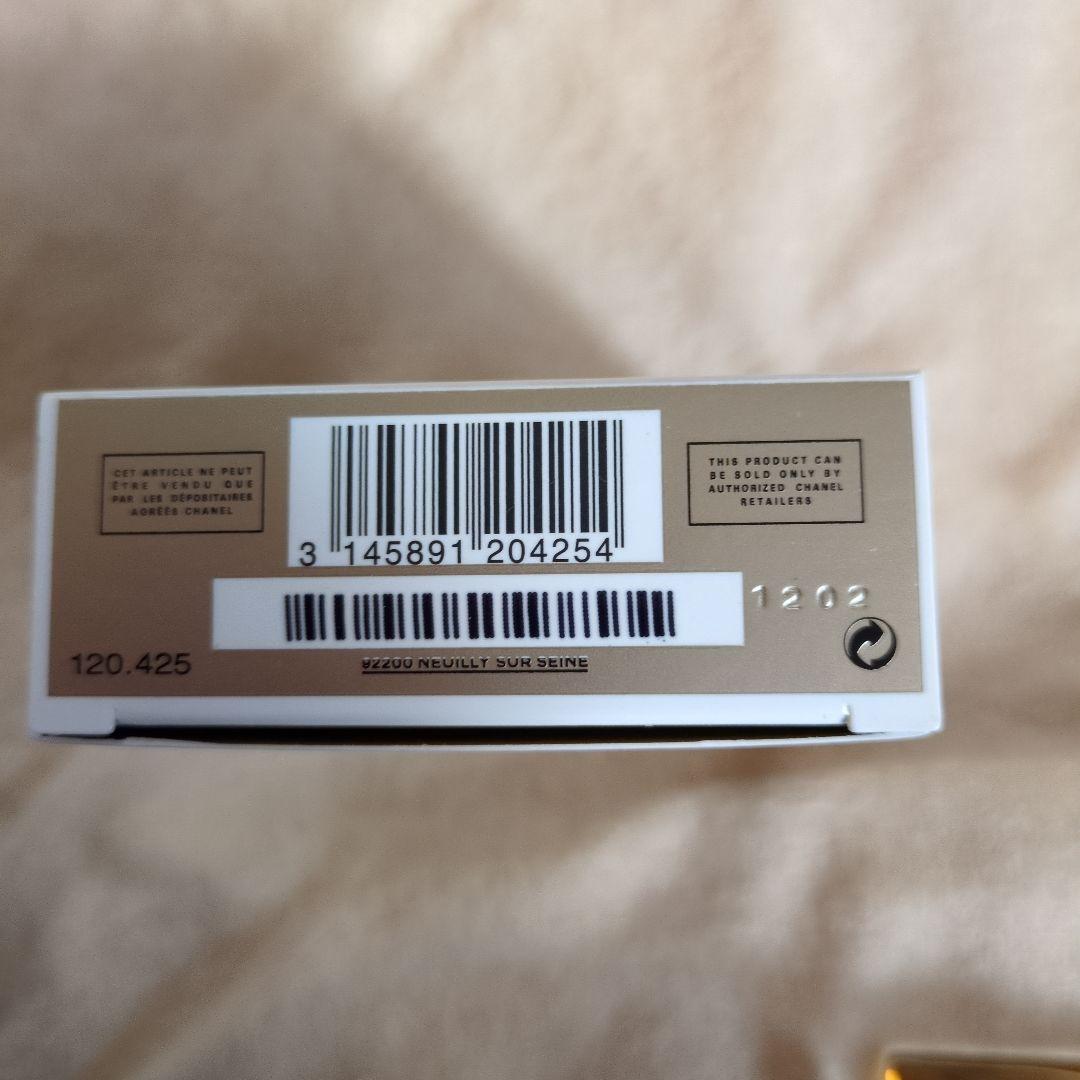 CET ARTICLE NE PEUT
ÊTRE VENDU QUE
PAR LES DÉPOSITAIRES
AGRÉÉS CHANEL
3 145891 204254
THIS PRODUCT CAN
BE SOLD ONLY BY
AUTHORIZED CHANEL
RETAILERS
1202
120.425
92200 NEUILLY SUR SEINE